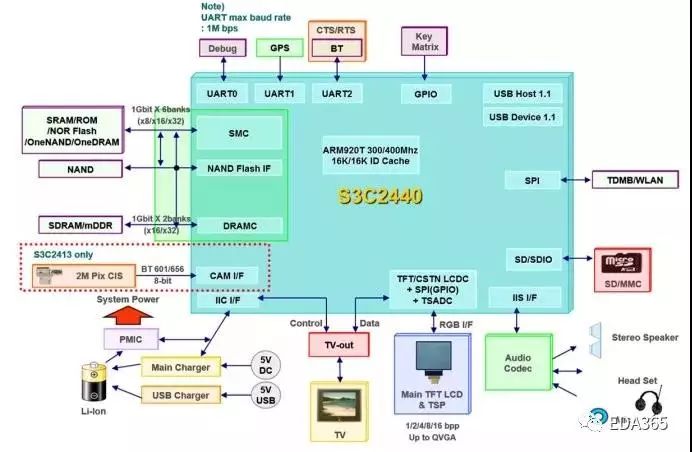 Note)
UART max baud rate
: 1M bps
CTS/RTS
Key
Matrix
Debug
GPS
BT
UART0
UART1
UART2
GPIO
USB Host 1.1
USB Device 1.1
1Gbit X 6banks
(x8/x16/x32)
SRAM/ROM
/NOR Flash
/OneNAND/OneDRAM
SMC
ARM920T 300/400Mhz
16K/16K ID Cache
NAND
NAND Flash IF
S3C2440
SPI
TDMB/WLAN
SDRAM/mDDR
1Gbit X 2banks
(x16/x32)
DRAMC
S3C2413 only
2M Pix CIS
BT 601/656
8-bit
CAM I/F
SD/SDIO
micro
SD/MMC
TFT/CSTN LCDC
+ SPI(GPIO)
+ TSADC
IIC I/F
IIS I/F
System Power
PMIC
Control
Data
RGB I/F
TV-out
Stereo Speaker
Main Charger
5V
DC
Audio
Codec
USB Charger
5V
USB
Li-Ion
TV
Main TFT LCD
& TSP
Head Set
1/2/4/8/16 bpp
Up to QVGA
EDA365